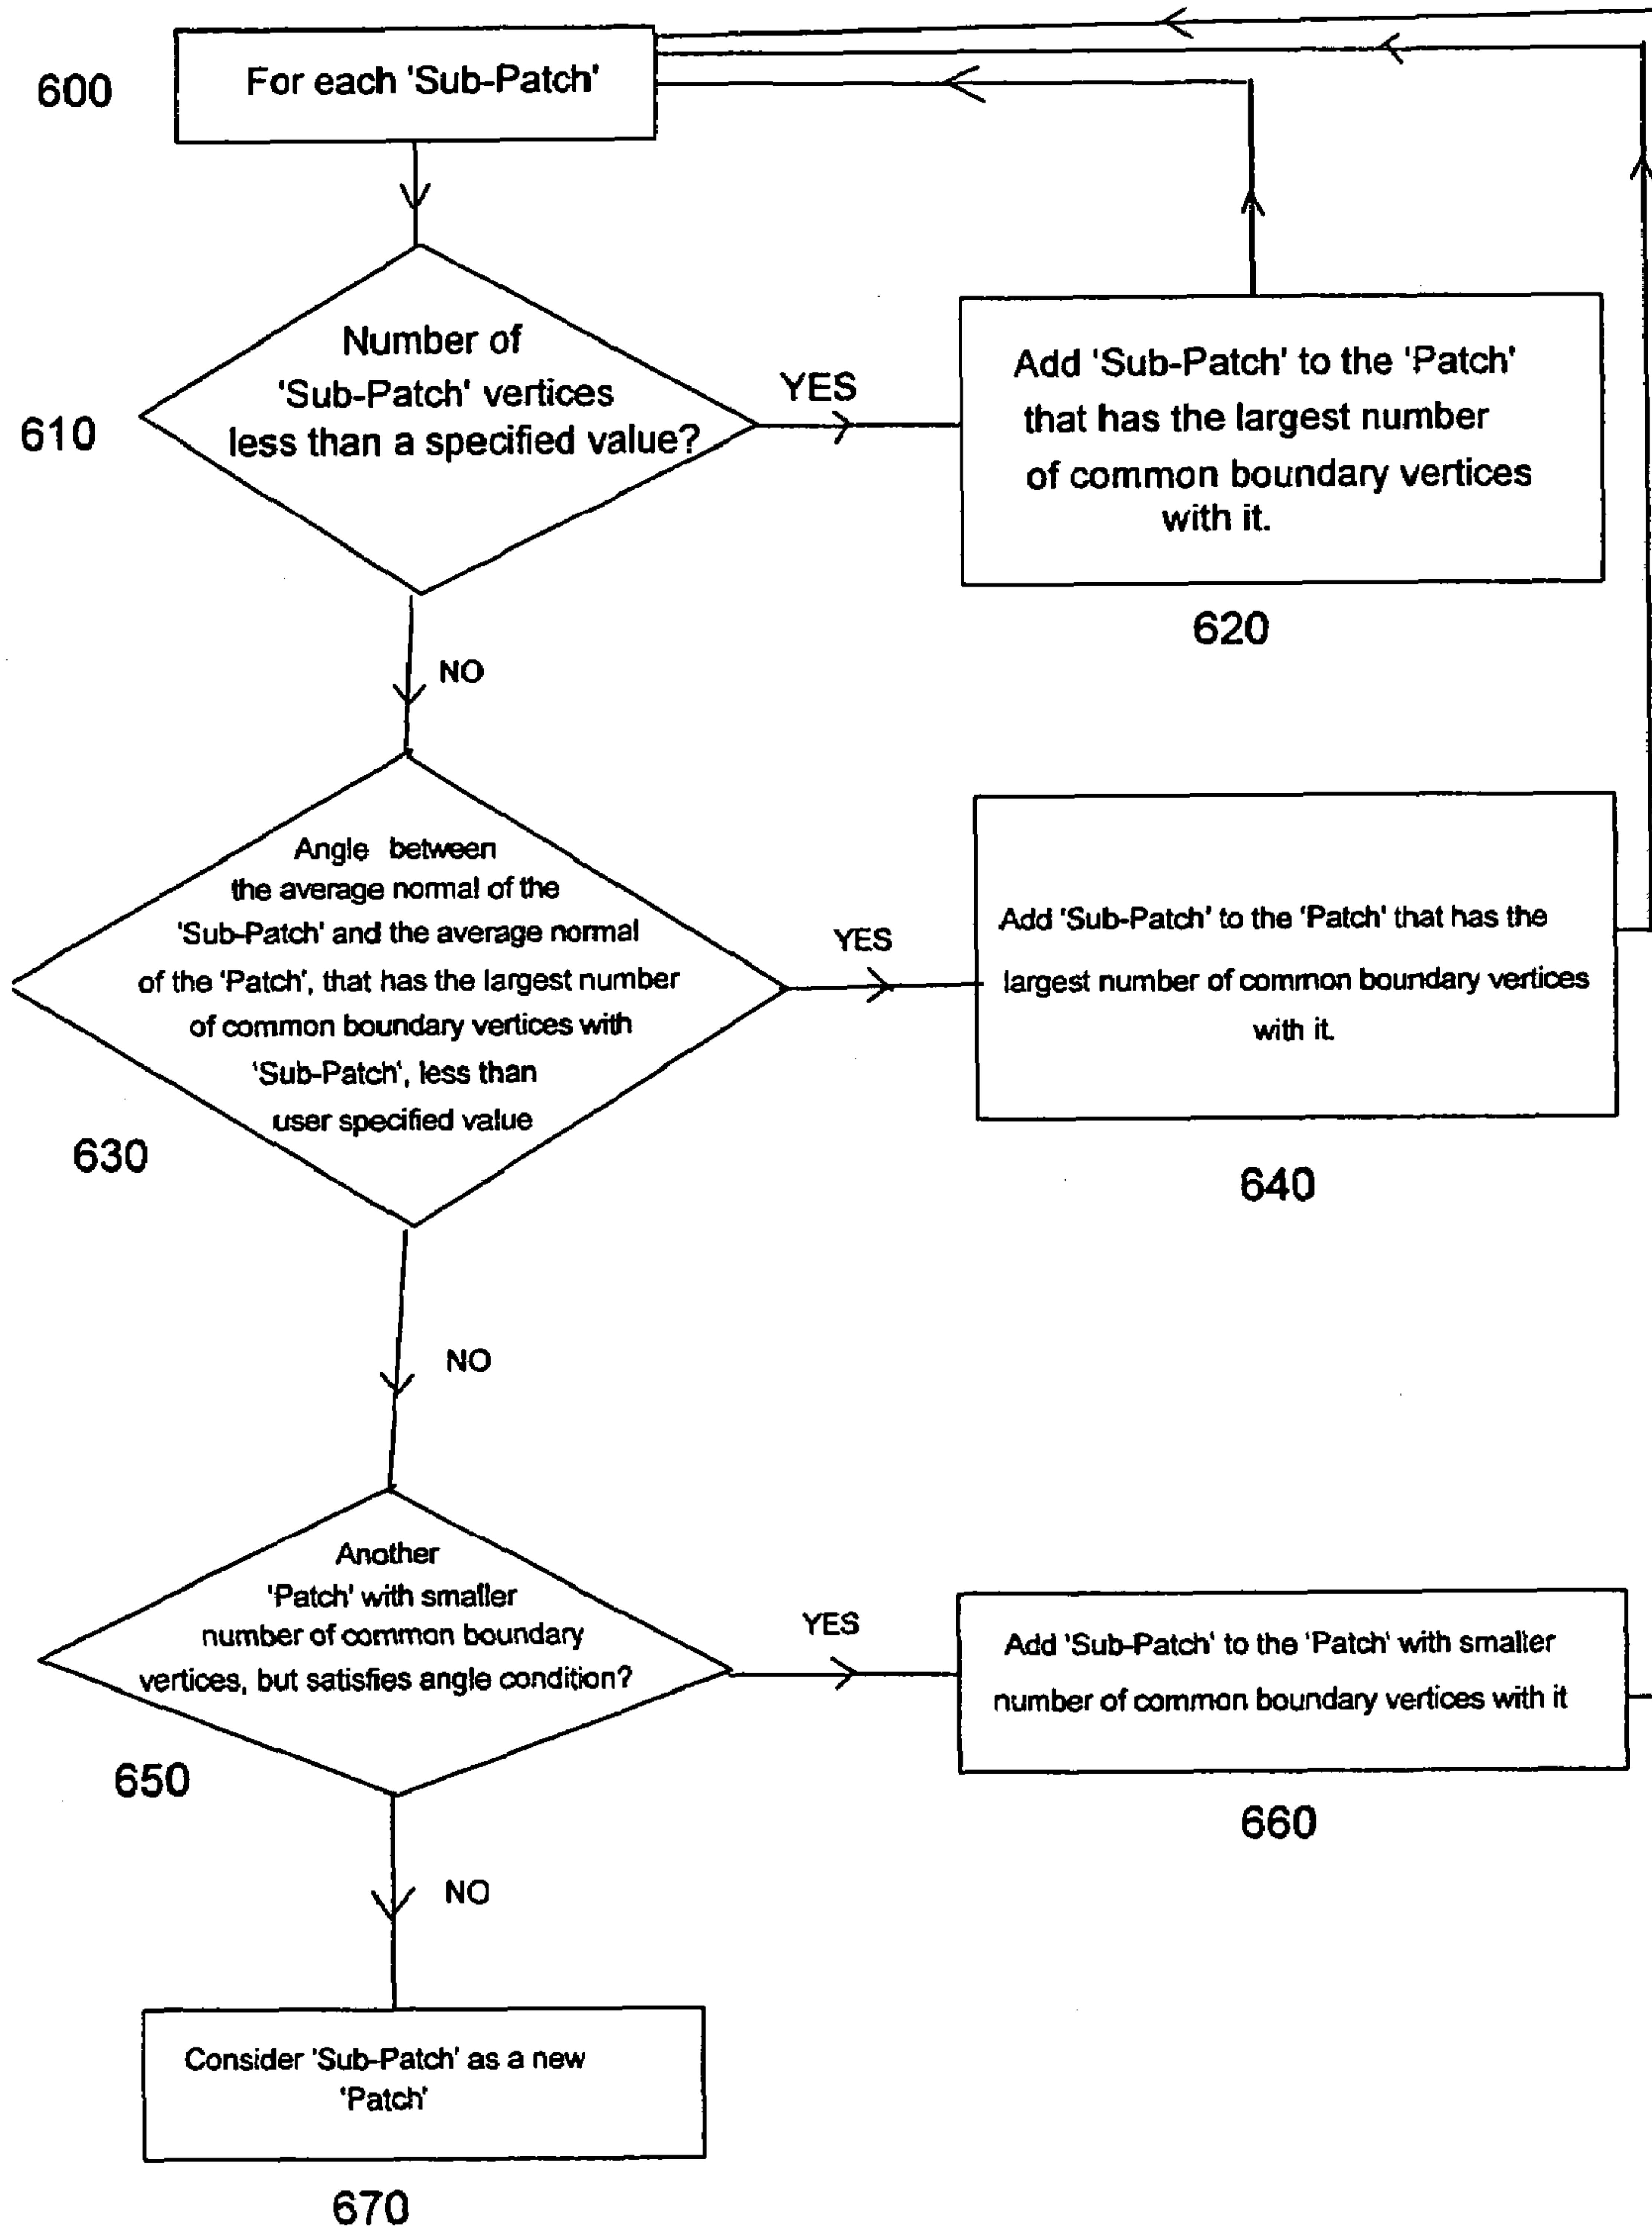 600
For each 'Sub-Patch'
610
Number of
'Sub-Patch' vertices
less than a specified value?
YES
Add 'Sub-Patch' to the 'Patch'
that has the largest number
of common boundary vertices
with it.
620
NO
630
Angle between
the average normal of the
'Sub-Patch' and the average normal
of the 'Patch', that has the largest number
of common boundary vertices with
'Sub-Patch', less than
user specified value
YES
Add 'Sub-Patch' to the 'Patch' that has the
largest number of common boundary vertices
with it.
640
NO
Another
'Patch' with smaller
number of common boundary
vertices, but satisfies angle condition?
650
YES
Add 'Sub-Patch' to the 'Patch' with smaller
number of common boundary vertices with it
660
NO
Consider 'Sub-Patch' as a new
'Patch'
670